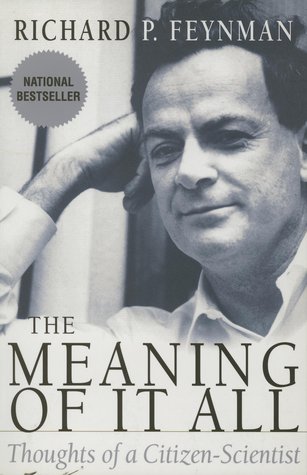 RICHARD P. FEYNMAN
NATIONAL
BESTSELLER
THE
MEANING
OF IT ALL
Thoughts of a Citizen-Scientist